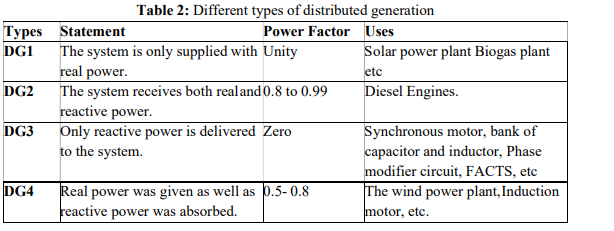 Table 2: Different types of distributed generation
Types Statement Power Factor Uses
DG1 The system is only supplied with Unity Solar power plant Biogas plant
real power. etc
DG2 The system receives both realand 0.8 to 0.99 Diesel Engines.
reactive power.
DG3 Only reactive power is delivered Zero Synchronous motor, bank of
to the system. capacitor and inductor, Phase
modifier circuit, FACTS, etc
DG4 Real power was given as well as 0.5- 0.8 The wind power plant,Induction
reactive power was absorbed. motor, etc.